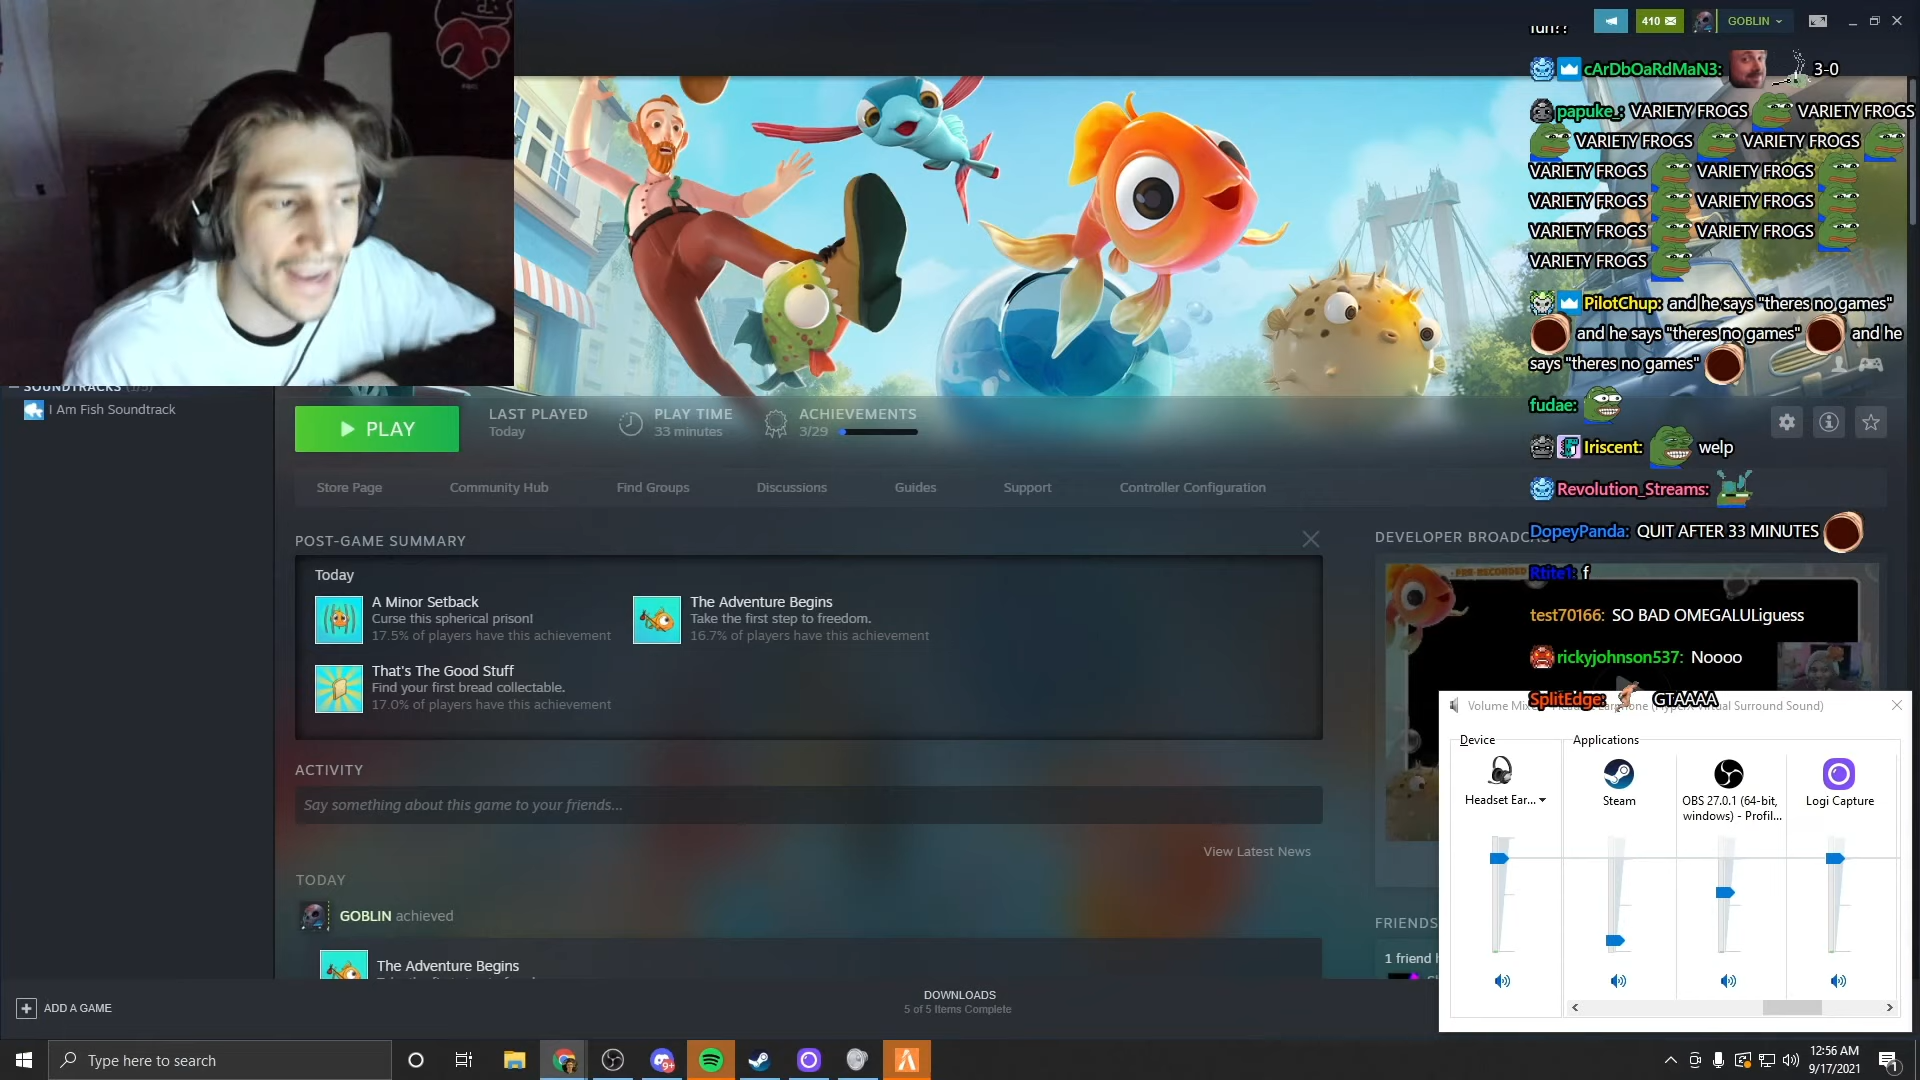 410
GOBLIN
cArDbOaRdMaN3: 3-0
papuke_: VARIETY FROGS VARIETY FROGS
VARIETY FROGS VARIETY FROGS
VARIETY FROGS VARIETY FROGS
VARIETY FROGS VARIETY FROGS
VARIETY FROGS VARIETY FROGS
VARIETY FROGS
PilotChup: and he says "theres no games"
and he says "theres no games" and he
says "theres no games"
fudae:
Iriscent: welp
Revolution_Streams:
DopeyPanda: QUIT AFTER 33 MINUTES
Rtite1: f
test70166: SO BAD OMEGALULiguess
rickyjohnson537: Noooo
SplitEdge: GTAAAA
SOUNDTRACKS
I Am Fish Soundtrack
PLAY
LAST PLAYED
Today
PLAY TIME
33 minutes
ACHIEVEMENTS
3/29
Store Page Community Hub Find Groups Discussions Guides Support Controller Configuration
POST-GAME SUMMARY
Today
A Minor Setback
Curse this spherical prison!
17.5% of players have this achievement
The Adventure Begins
Take the first step to freedom.
16.7% of players have this achievement
That's The Good Stuff
Find your first bread collectable.
17.0% of players have this achievement
ACTIVITY
Say something about this game to your friends...
View Latest News
TODAY
GOBLIN achieved
The Adventure Begins
DEVELOPER
PRE-RECORDED
FRIENDS
1 friend
Volume (HyperX Virtual Surround Sound)
Device
Applications
Headset Ear...
Steam
OBS 27.0.1 (64-bit,
windows) - Profil...
Logi Capture
ADD A GAME
DOWNLOADS
5 of 5 Items Complete
Type here to search
9+
12:56 AM
9/17/2021
1